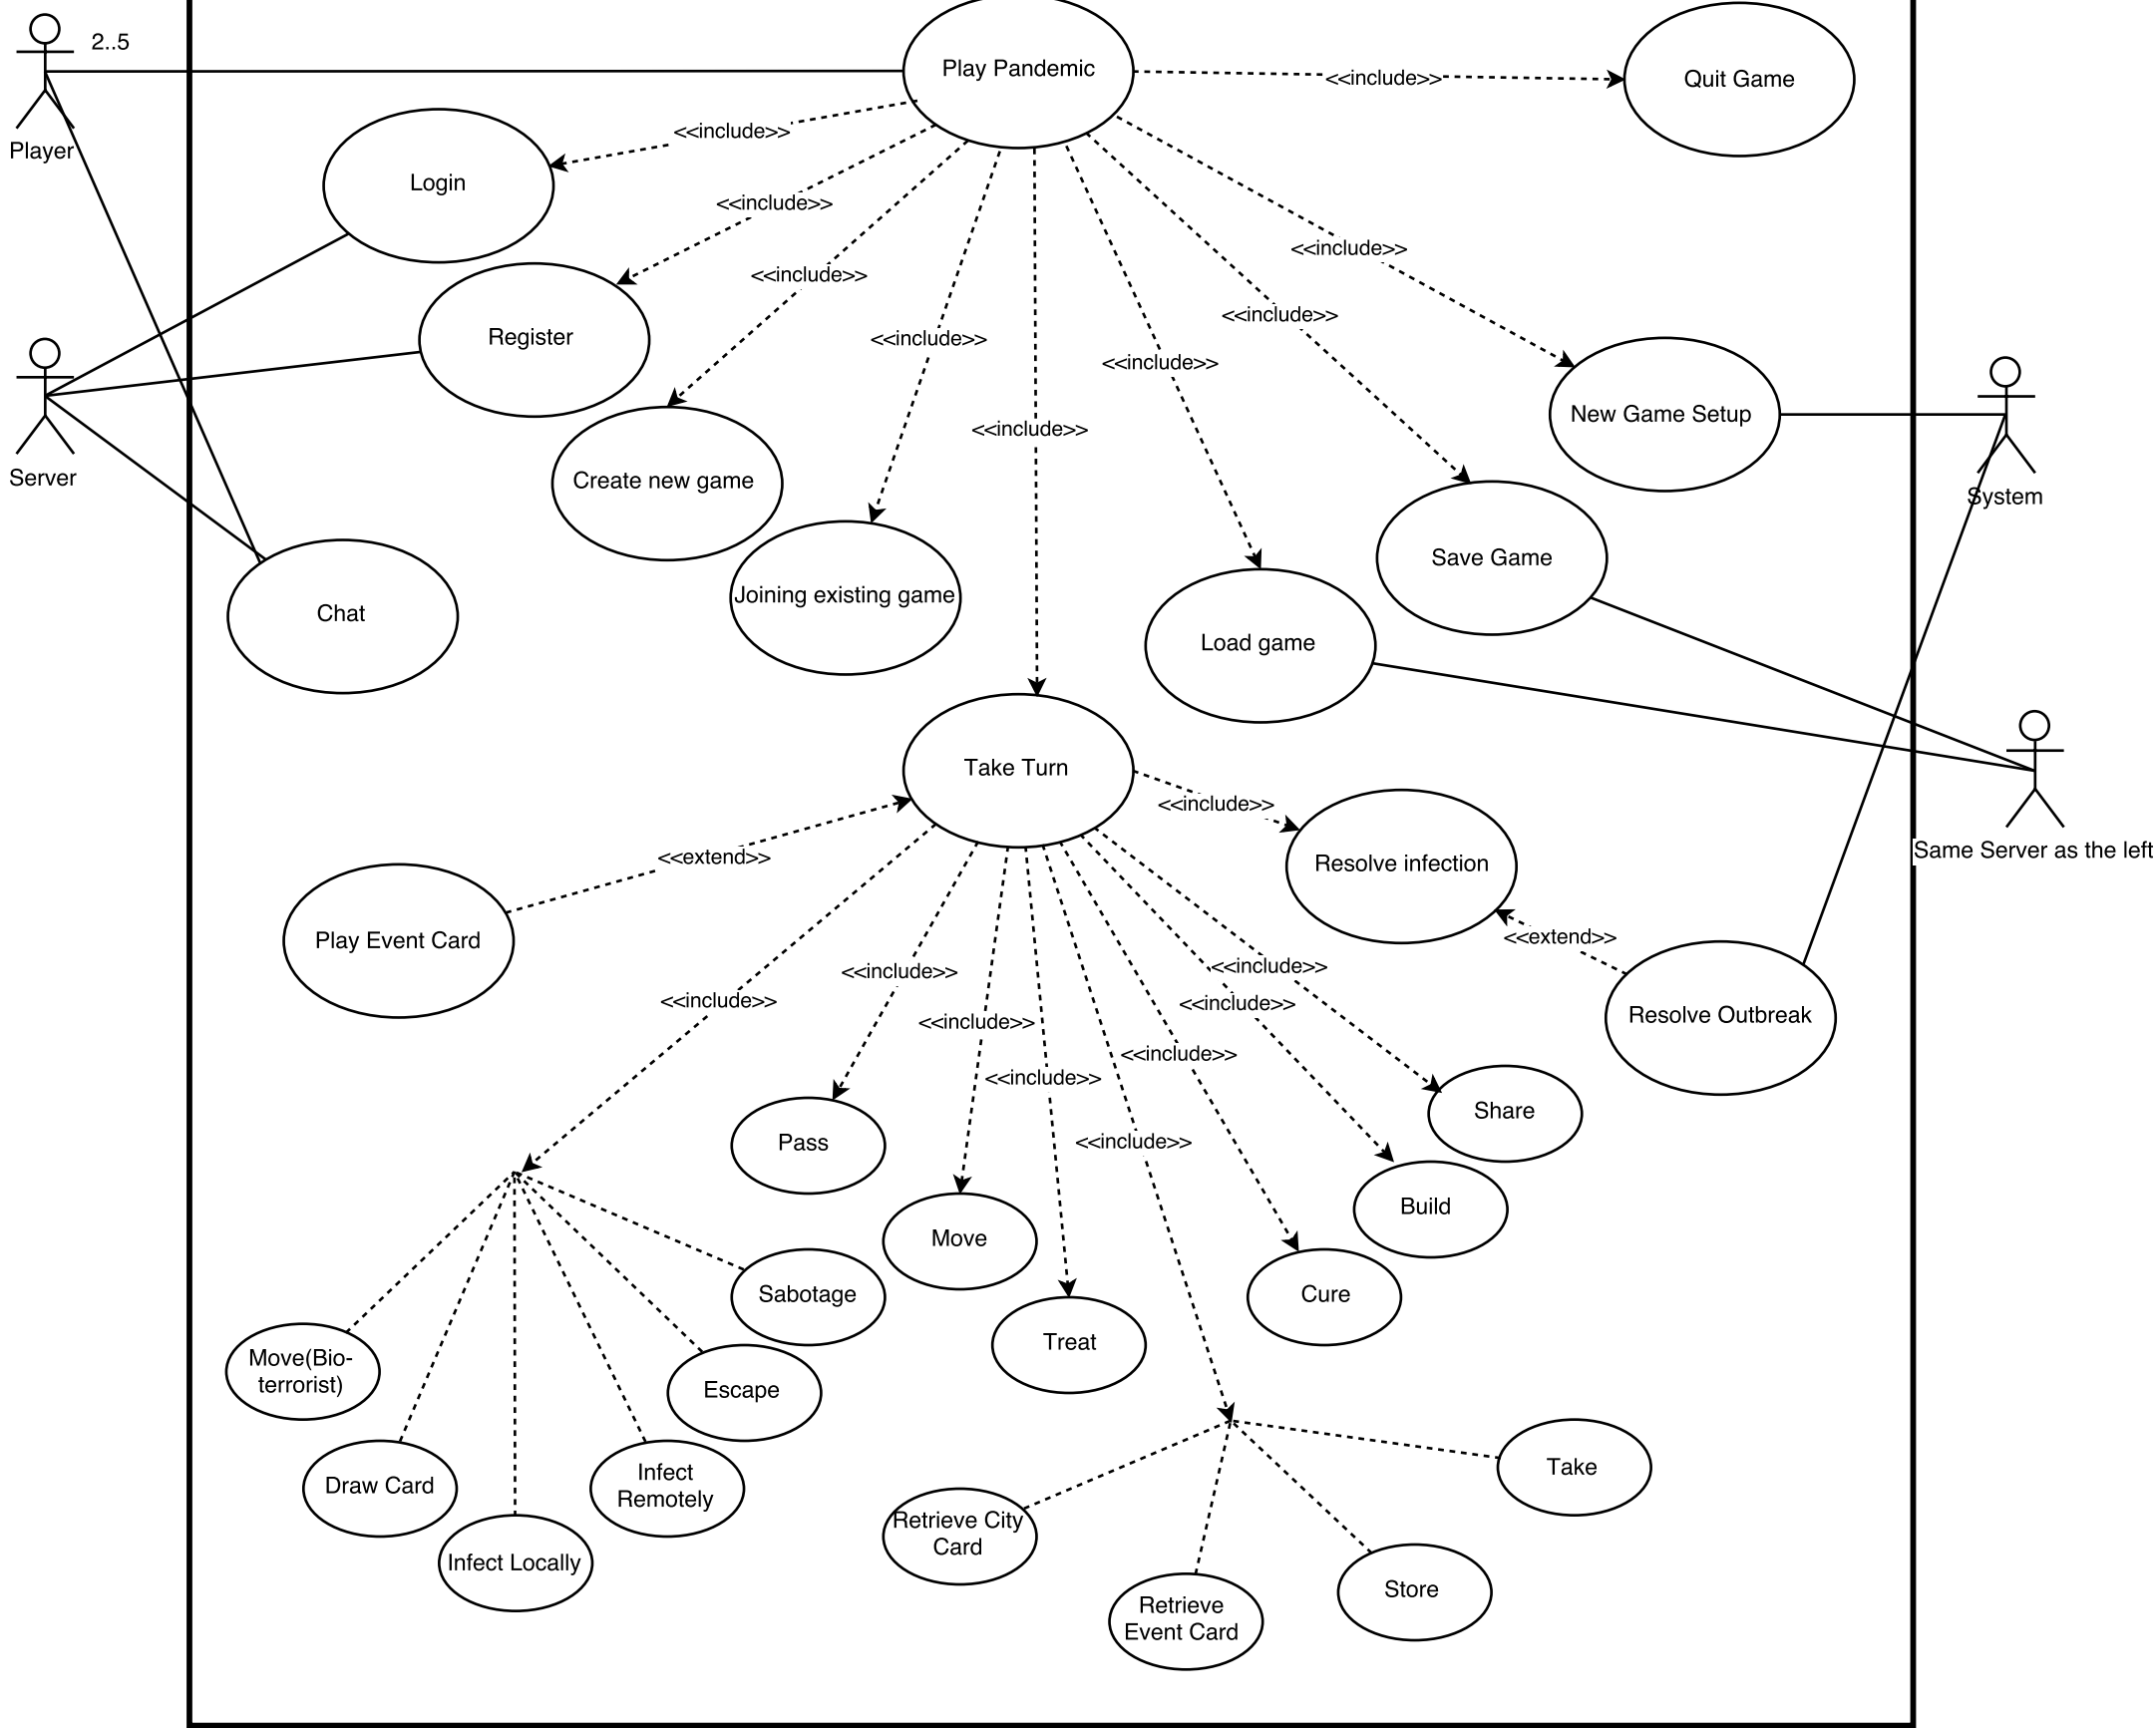 2..5
Play Pandemic
<<include>>
Quit Game
Player
<<include>>
Login
<<include>>
<<include>>
<<include>>
<<include>>
Register
<<include>>
<<include>>
<<include>>
<<include>>
New Game Setup
Server
System
Create new game
Save Game
Joining existing game
Chat
Load game
Take Turn
<<include>>
Same Server as the left
<<extend>>
Resolve infection
Play Event Card
<<extend>>
Resolve Outbreak
<<include>>
<<include>>
<<include>>
<<include>>
<<include>>
<<include>>
<<include>>
<<include>>
Share
Pass
Build
Move
Sabotage
Cure
Treat
Move(Bio-
terrorist)
Escape
Draw Card
Infect
Remotely
Take
Retrieve City
Card
Infect Locally
Store
Retrieve
Event Card